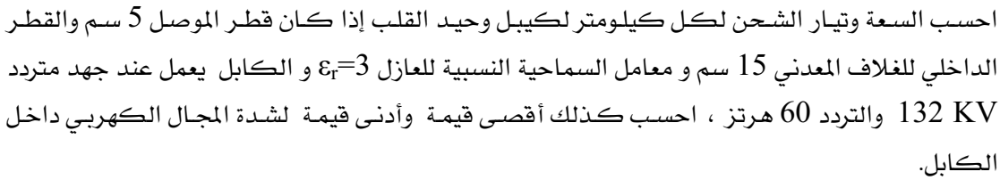 احسب السعة وتيار الشحن لكل كيلومتر لكيبل وحيد القلب إذا كان قطر الموصل 5 سم والقطر
الداخلي للغلاف المعدني 15 سم و معامل السماحية النسبية للعازل εr=3 و الكابل يعمل عند جهد متردد
132 KV والتردد 60 هرتز ، احسب كذلك أقصى قيمة وأدنى قيمة لشدة المجال الكهربي داخل
الكابل.